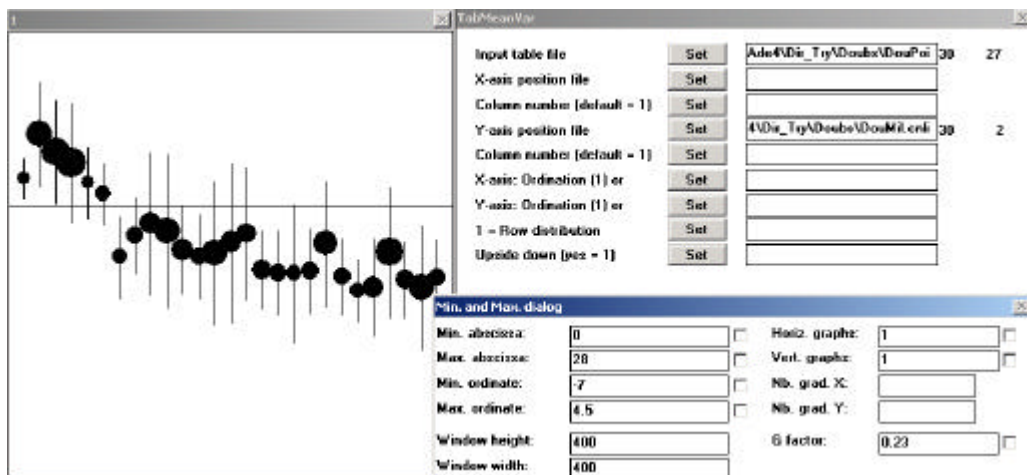 1
TabMeanVar
Input table file Set Ade4\Dir_Try\Doubs\DouPoi 30 27
X-axis position file Set
Column number (default = 1) Set
Y-axis position file Set 4\Dir_Try\Doubs\DouMil.cnli 30 2
Column number (default = 1) Set
X-axis: Ordination (1) or Set
Y-axis: Ordination (1) or Set
1 = Row distribution Set
Upside down (yes = 1) Set
Min. and Max. dialog
Min. abscissa: 0 Horiz. graphs: 1
Max. abscissa: 28 Vert. graphs: 1
Min. ordinate: -7 Nb. grad. X:
Max. ordinate: 4.5 Nb. grad. Y:
Window height: 400 G factor: 0.23
Window width: 400